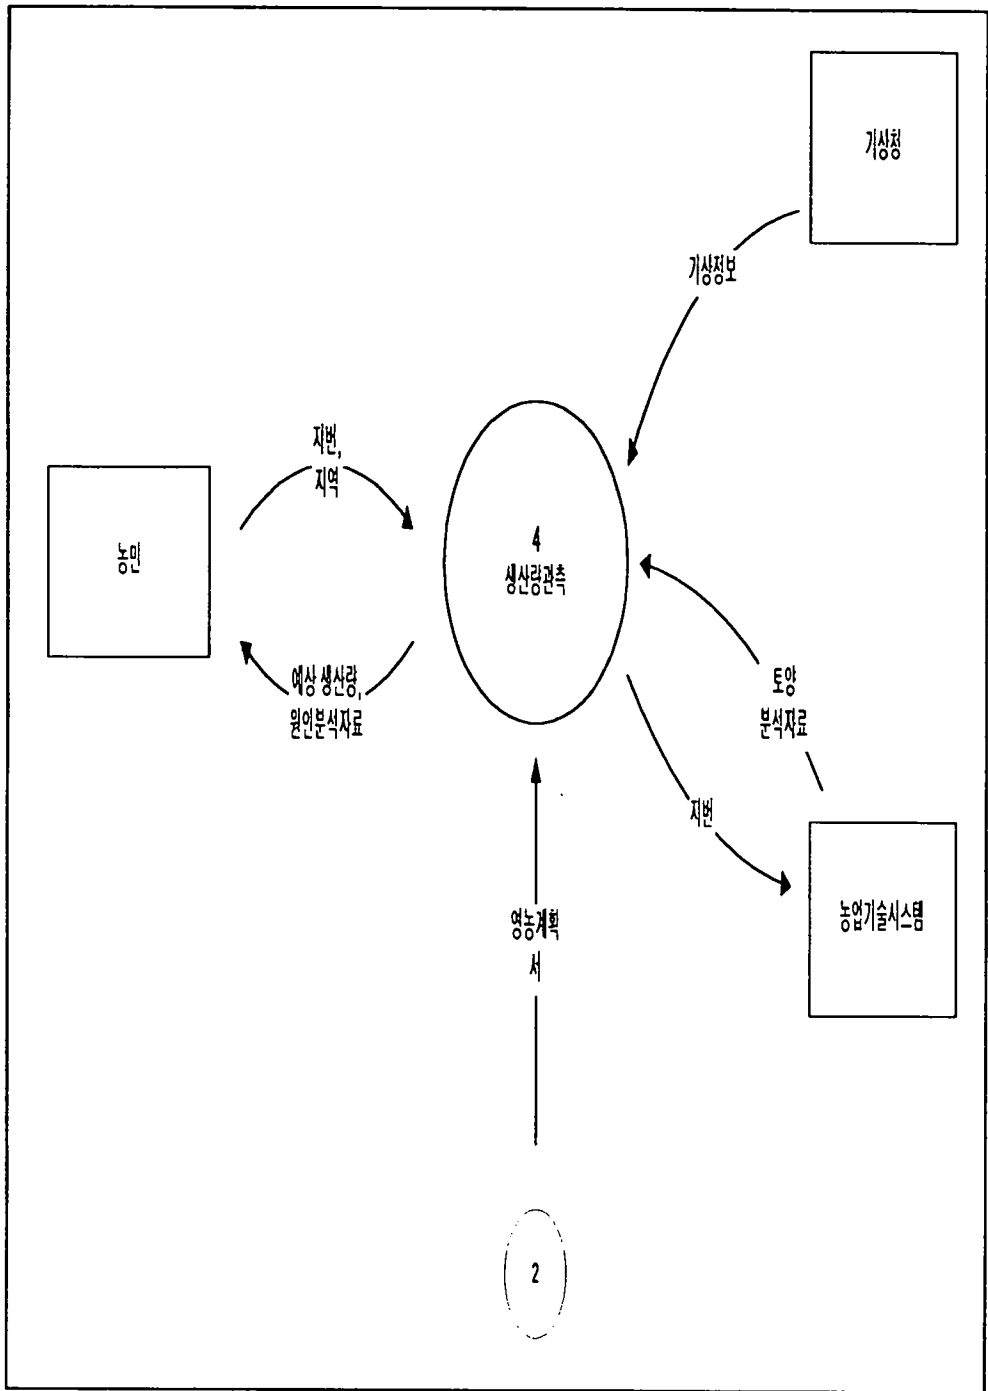 기상청
기상정보
지번,
지역
농민
4
생산량관측
예상 생산량,
원인분석자료
토양
분석자료
지번
영농계획
서
농업기술시스템
2